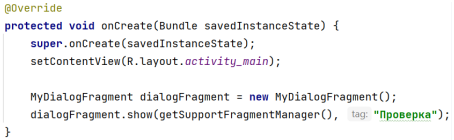 @Override
protected void onCreate(Bundle savedInstanceState) {
    super.onCreate(savedInstanceState);
    setContentView(R.layout.activity_main);

    MyDialogFragment dialogFragment = new MyDialogFragment();
    dialogFragment.show(getSupportFragmentManager(), tag: "Проверка");
}